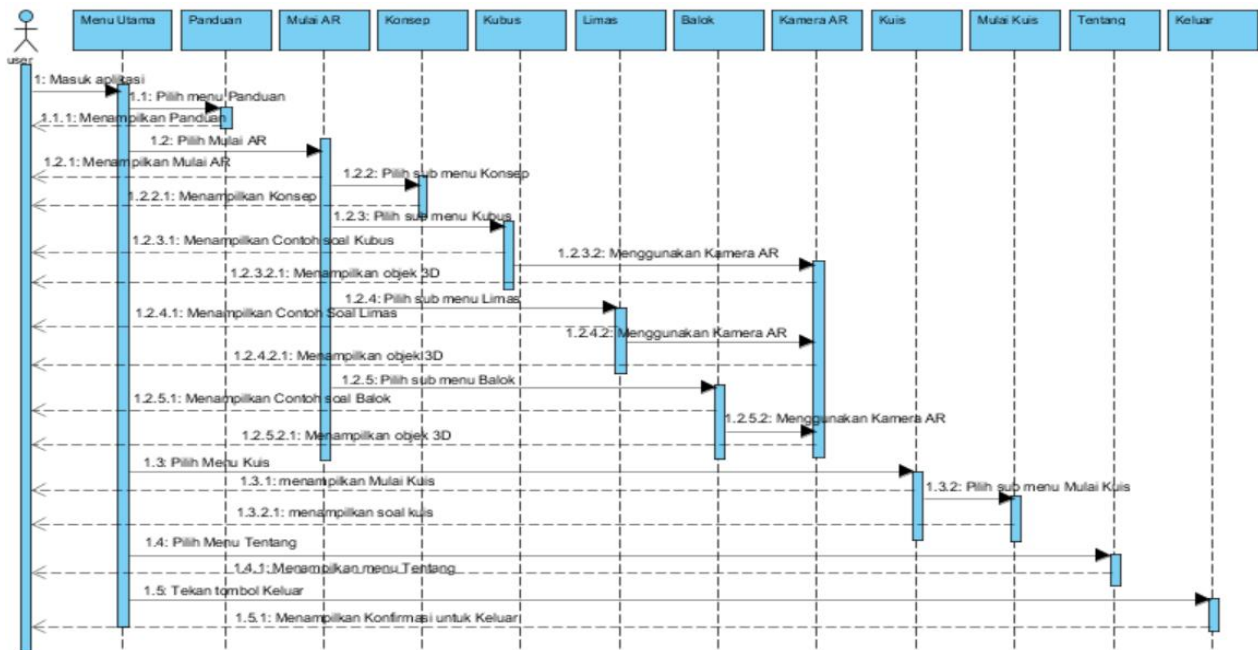 Menu Utama
Panduan
Mulai AR
Konsep
Kubus
Limas
Balok
Kamera AR
Kuis
Mulai Kuis
Tentang
Keluar
user
1: Masuk aplikasi
1.1: Pilih menu Panduan
1.1.1: Menampilkan Panduan
1.2: Pilih Mulai AR
1.2.1: Menampilkan Mulai AR
1.2.2: Pilih sub menu Konsep
1.2.2.1: Menampilkan Konsep
1.2.3: Pilih sub menu Kubus
1.2.3.1: Menampilkan Contoh soal Kubus
1.2.3.2: Menggunakan Kamera AR
1.2.3.2.1: Menampilkan objek 3D
1.2.4: Pilih sub menu Limas
1.2.4.1: Menampilkan Contoh Soal Limas
1.2.4.2: Menggunakan Kamera AR
1.2.4.2.1: Menampilkan objek 3D
1.2.5: Pilih sub menu Balok
1.2.5.1: Menampilkan Contoh soal Balok
1.2.5.2: Menggunakan Kamera AR
1.2.5.2.1: Menampilkan objek 3D
1.3: Pilih Menu Kuis
1.3.1: menampilkan Mulai Kuis
1.3.2: Pilih sub menu Mulai Kuis
1.3.2.1: menampilkan soal kuis
1.4: Pilih Menu Tentang
1.4.1: Menampilkan menu Tentang
1.5: Tekan tombol Keluar
1.5.1: Menampilkan Konfirmasi untuk Keluar